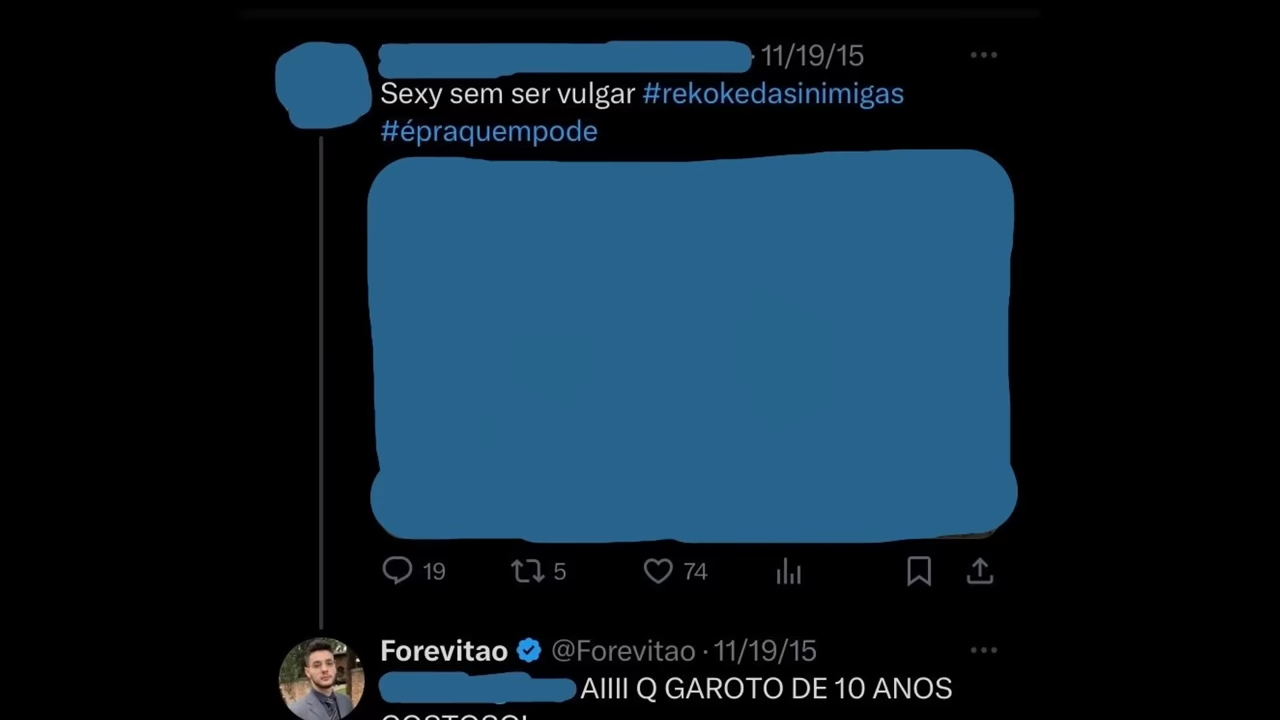 11/19/15
Sexy sem ser vulgar #rekokedasinimigas
#épraquempode
19 5 74
Forevitao @Forevitao · 11/19/15
AIIII Q GAROTO DE 10 ANOS